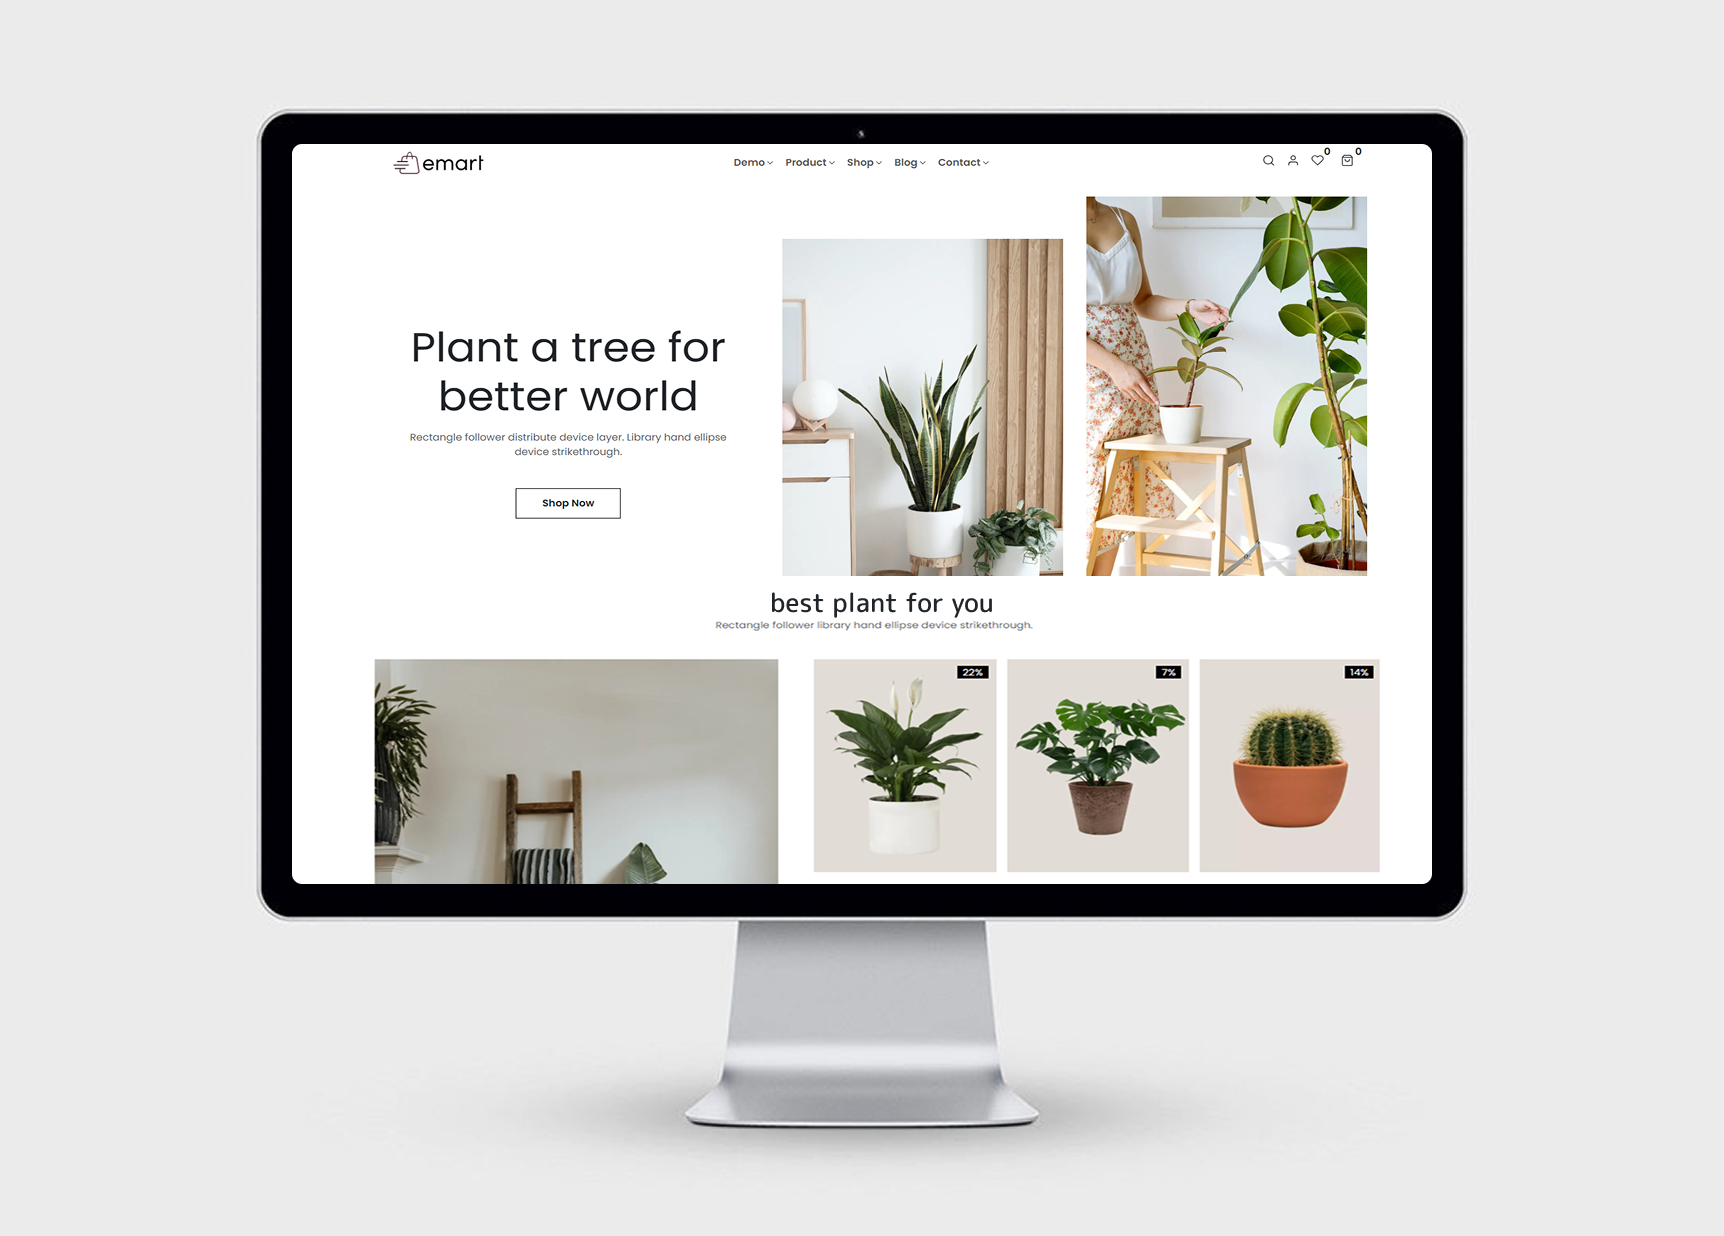 emart
Demo Product Shop Blog Contact
0 0
Plant a tree for
better world
Rectangle follower distribute device layer. Library hand ellipse
device strikethrough.
Shop Now
best plant for you
Rectangle follower library hand ellipse device strikethrough.
22% 7% 14%